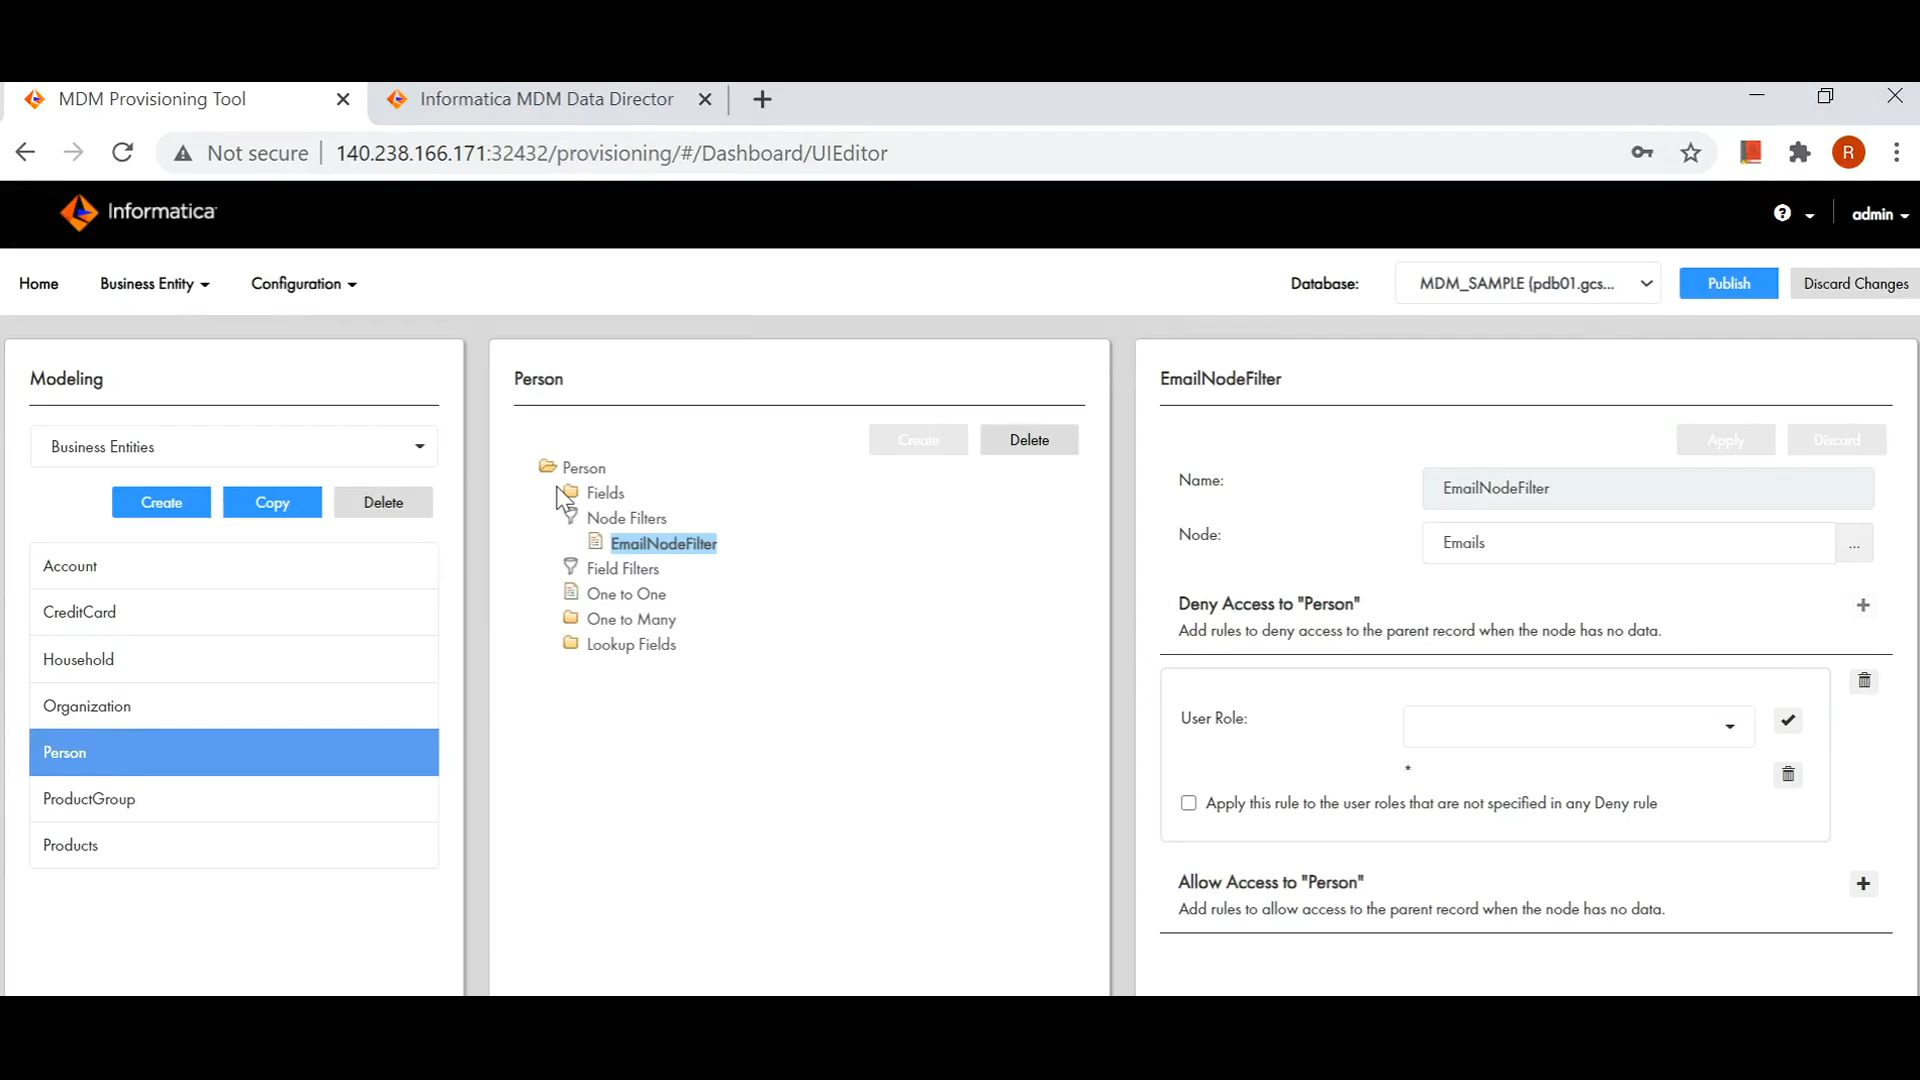 MDM Provisioning Tool
Informatica MDM Data Director
Not secure
140.238.166.171:32432/provisioning/#/Dashboard/UIEditor
R
Informatica
?
admin
Home
Business Entity
Configuration
Database:
MDM_SAMPLE (pdb01.gcs...
Publish
Discard Changes
Modeling
Business Entities
Create
Copy
Delete
Account
CreditCard
Household
Organization
Person
ProductGroup
Products
Person
Create
Delete
Person
Fields
Node Filters
EmailNodeFilter
Field Filters
One to One
One to Many
Lookup Fields
EmailNodeFilter
Apply
Discard
Name:
EmailNodeFilter
Node:
Emails
...
Deny Access to "Person"
Add rules to deny access to the parent record when the node has no data.
User Role:
*
Apply this rule to the user roles that are not specified in any Deny rule
Allow Access to "Person"
Add rules to allow access to the parent record when the node has no data.